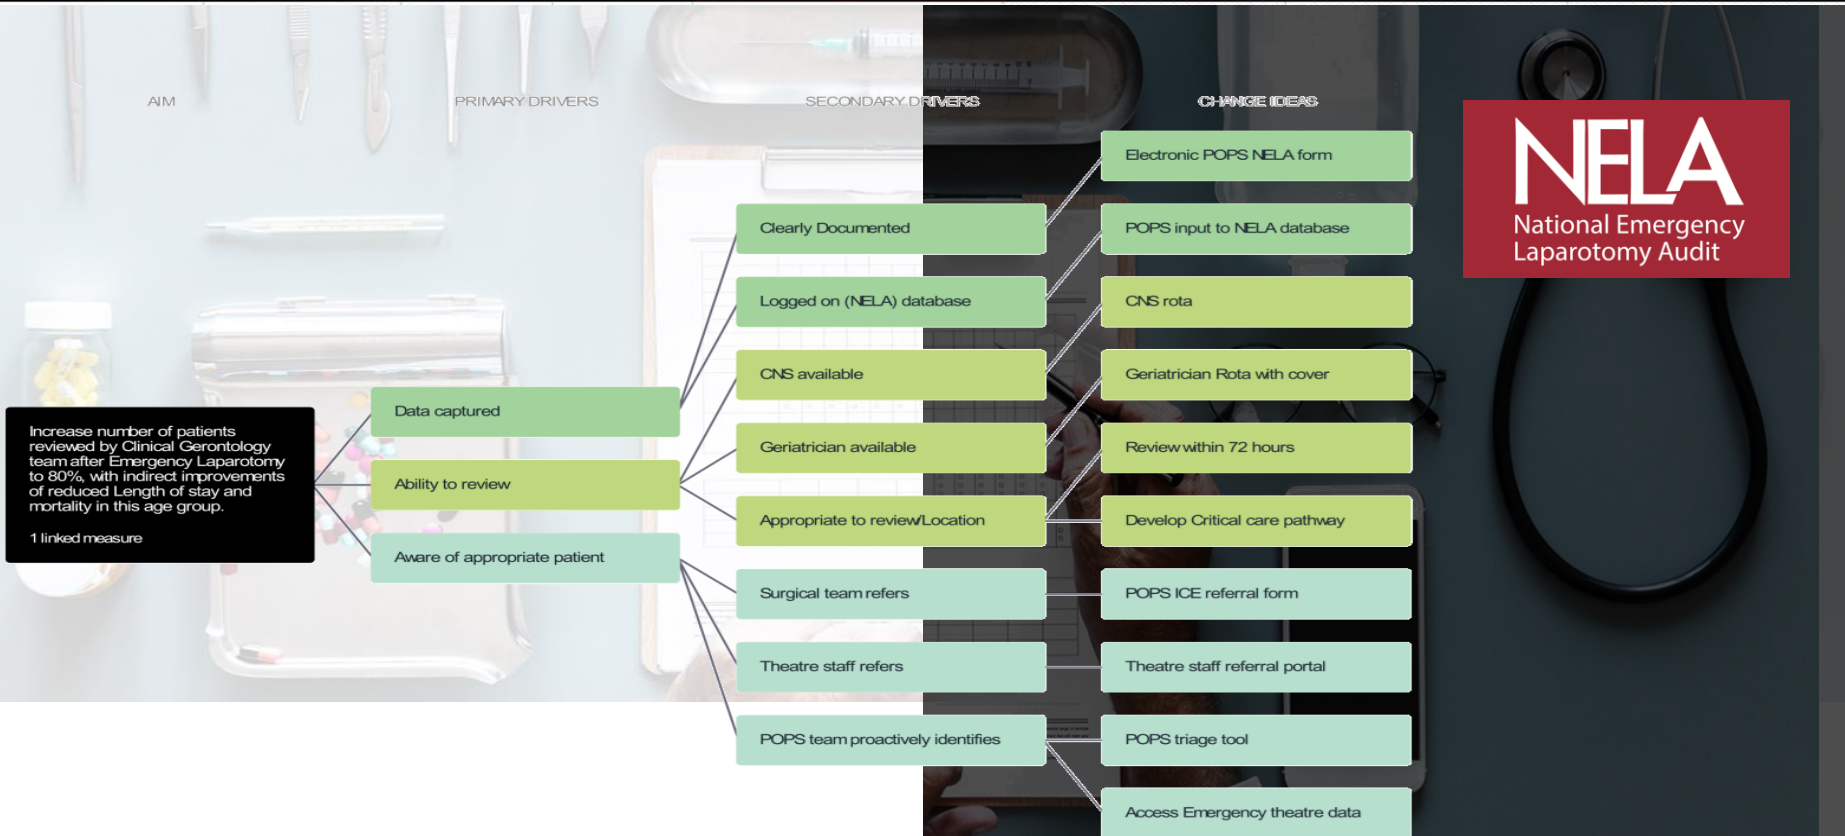 AIM
PRIMARY DRIVERS
SECONDARY DRIVERS
CHANGE IDEAS
Increase number of patients
reviewed by Clinical Gerontology
team after Emergency Laparotomy
to 80%, with indirect improvements
of reduced Length of stay and
mortality in this age group.
1 linked measure
Data captured
Ability to review
Aware of appropriate patient
Clearly Documented
Logged on (NELA) database
CNS available
Geriatrician available
Appropriate to review/Location
Surgical team refers
Theatre staff refers
POPS team proactively identifies
Electronic POPS NELA form
POPS input to NELA database
CNS rota
Geriatrician Rota with cover
Review within 72 hours
Develop Critical care pathway
POPS ICE referral form
Theatre staff referral portal
POPS triage tool
Access Emergency theatre data
NELA
National Emergency
Laparotomy Audit